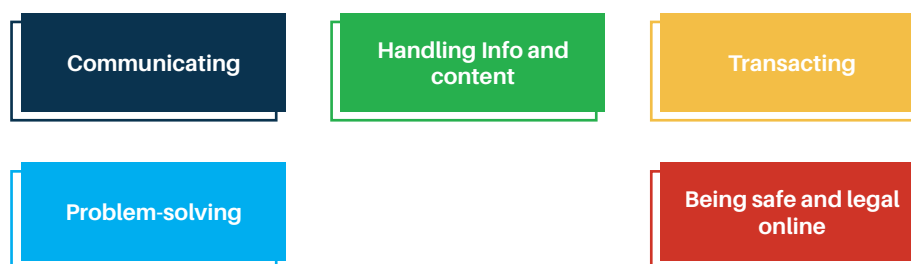 Communicating
Handling Info and
content
Transacting
Problem-solving
Being safe and legal
online